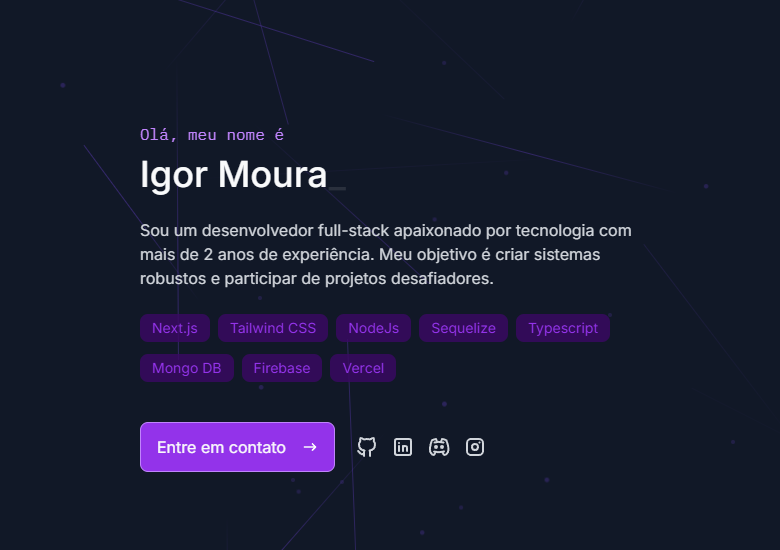 Olá, meu nome é
Igor Moura_
Sou um desenvolvedor full-stack apaixonado por tecnologia com
mais de 2 anos de experiência. Meu objetivo é criar sistemas
robustos e participar de projetos desafiadores.
Next.js Tailwind CSS NodeJs Sequelize Typescript
Mongo DB Firebase Vercel
Entre em contato →